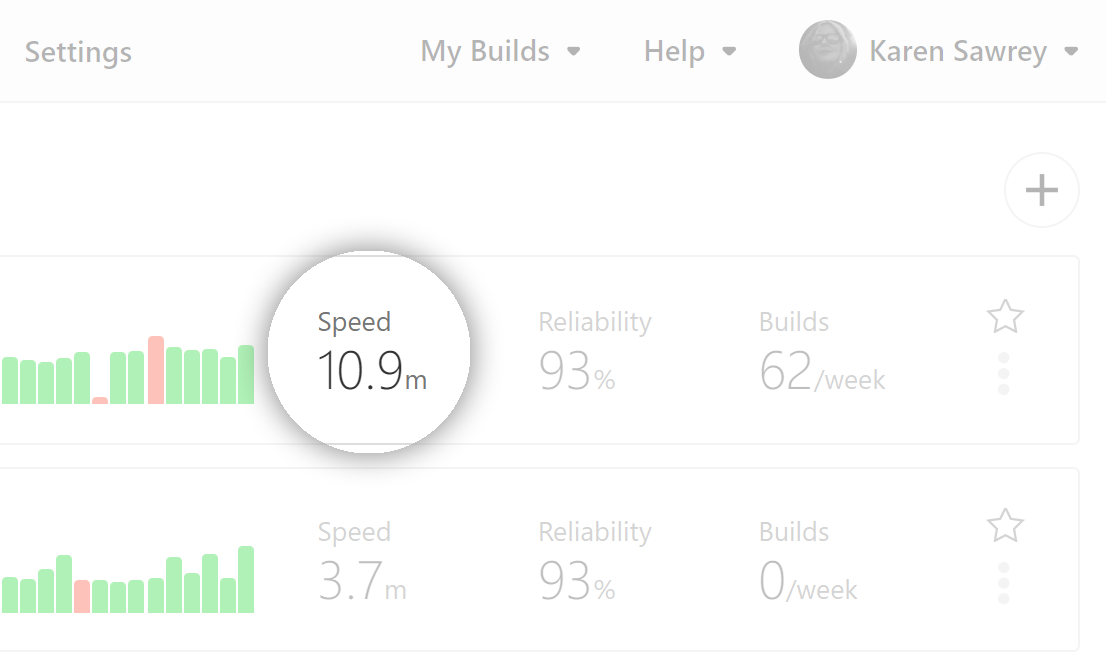 Settings My Builds Help Karen Sawrey
Speed Reliability Builds
10.9m 93% 62/week
Speed Reliability Builds
3.7m 93% 0/week